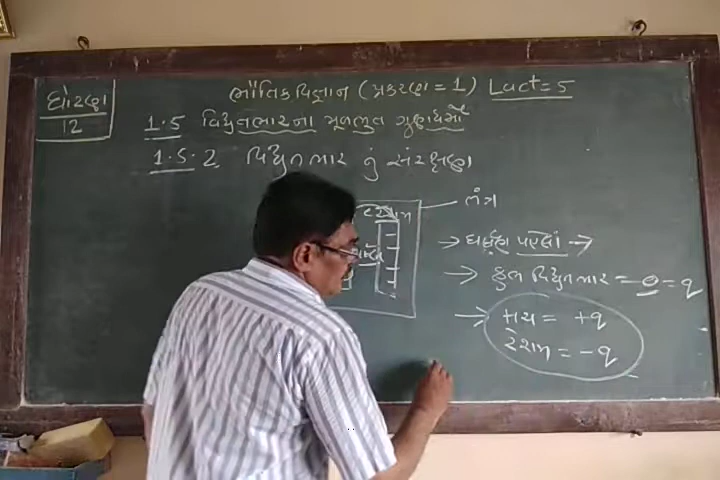 ધોરણ
12
ભૌતિકવિજ્ઞાન (પ્રકરણ = 1) Lect = 5
1.5 વિદ્યુતભારના મૂળભૂત ગુણધર્મો
1.5.2 વિદ્યુતભાર નું સંરક્ષણ
તંત્ર
→ ઘર્ષણ પહેલાં →
→ કુલ વિદ્યુતભાર = 0 = q
→ કાચ = +q
રેશમ = -q